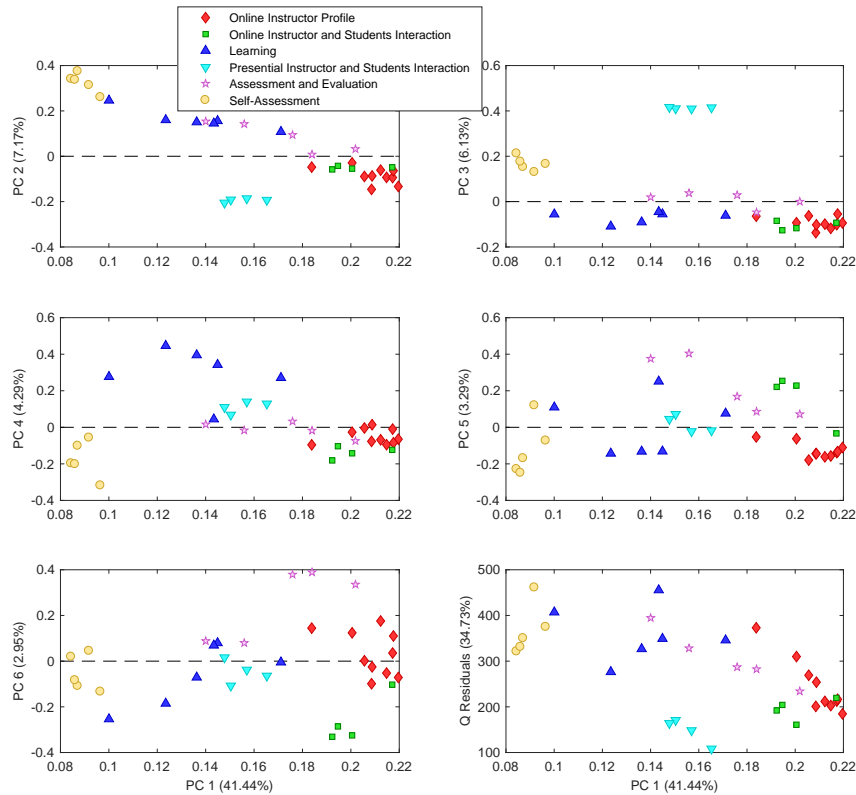 Online Instructor Profile
Online Instructor and Students Interaction
Learning
Presential Instructor and Students Interaction
Assessment and Evaluation
Self-Assessment
PC 2 (7.17%)
0.4
0.2
0
-0.2
-0.4
0.08 0.1 0.12 0.14 0.16 0.18 0.2 0.22
PC 3 (6.13%)
0.6
0.4
0.2
0
-0.2
0.08 0.1 0.12 0.14 0.16 0.18 0.2 0.22
PC 4 (4.29%)
0.6
0.4
0.2
0
-0.2
-0.4
0.08 0.1 0.12 0.14 0.16 0.18 0.2 0.22
PC 5 (3.29%)
0.6
0.4
0.2
0
-0.2
-0.4
0.08 0.1 0.12 0.14 0.16 0.18 0.2 0.22
PC 6 (2.95%)
0.4
0.2
0
-0.2
-0.4
0.08 0.1 0.12 0.14 0.16 0.18 0.2 0.22
PC 1 (41.44%)
Q Residuals (34.73%)
500
400
300
200
100
0.08 0.1 0.12 0.14 0.16 0.18 0.2 0.22
PC 1 (41.44%)